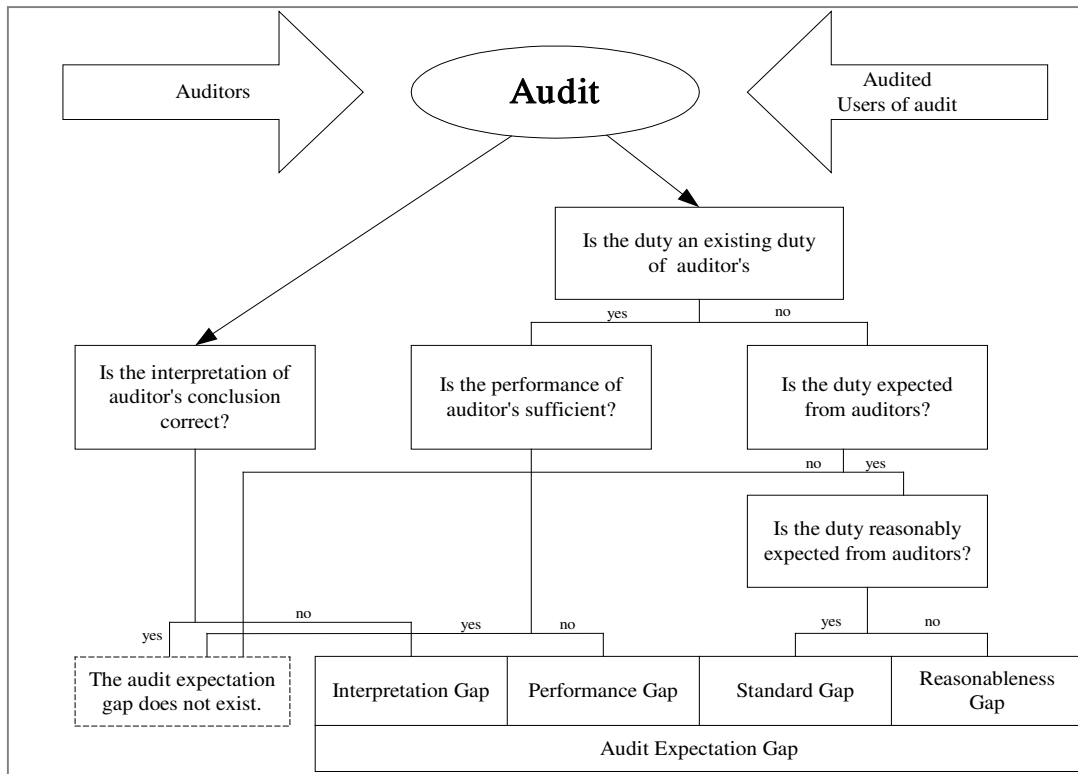 Auditors
Audit
Audited
Users of audit
Is the duty an existing duty
of auditor's
yes
no
Is the interpretation of
auditor's conclusion
correct?
Is the performance of
auditor's sufficient?
Is the duty expected
from auditors?
no
yes
Is the duty reasonably
expected from auditors?
yes
no
yes
no
yes
no
The audit expectation
gap does not exist.
Interpretation Gap
Performance Gap
Standard Gap
Reasonableness
Gap
Audit Expectation Gap